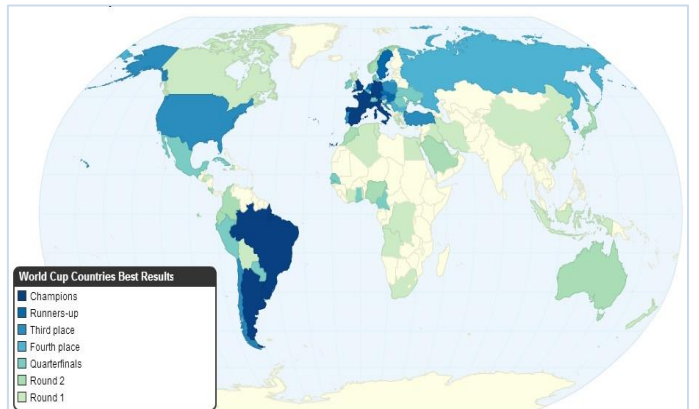 World Cup Countries Best Results
Champions
Runners-up
Third place
Fourth place
Quarterfinals
Round 2
Round 1